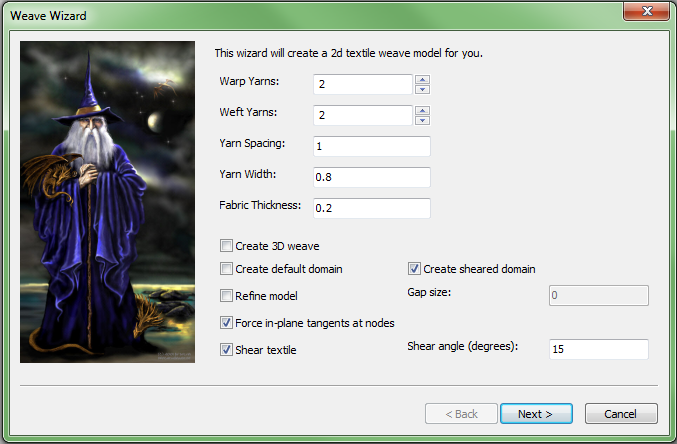 Weave Wizard
This wizard will create a 2d textile weave model for you.
Warp Yarns: 2
Weft Yarns: 2
Yarn Spacing: 1
Yarn Width: 0.8
Fabric Thickness: 0.2
Create 3D weave
Create default domain Create sheared domain
Refine model Gap size: 0
Force in-plane tangents at nodes
Shear textile Shear angle (degrees): 15
< Back Next > Cancel